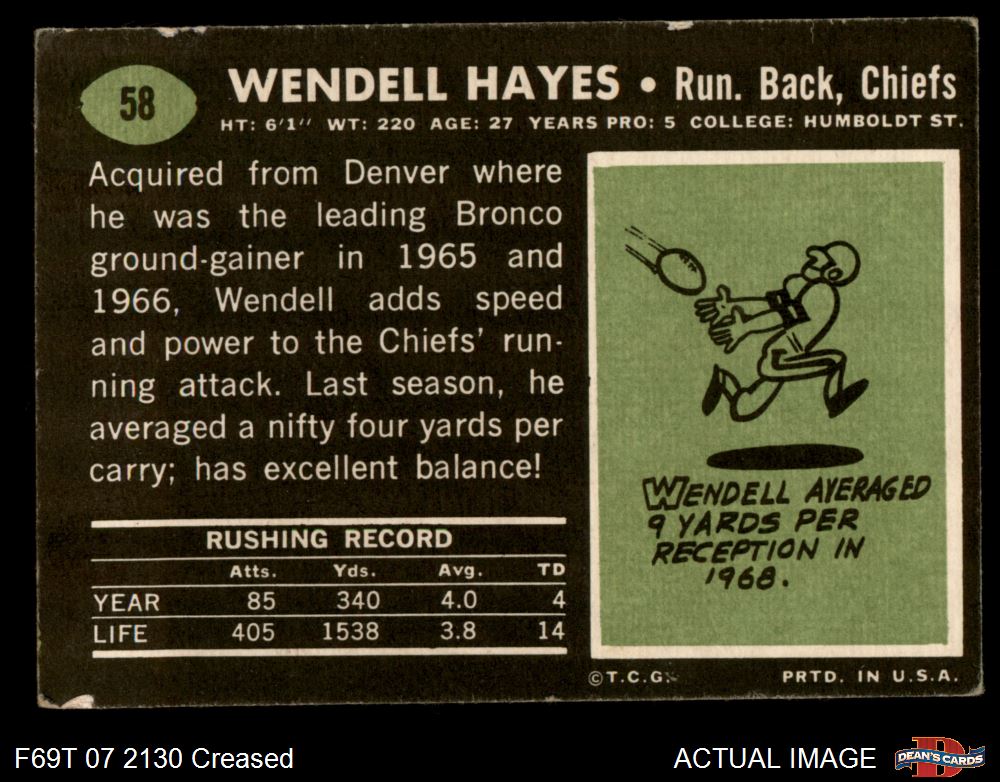 58
WENDELL HAYES • Run. Back, Chiefs
HT: 6'1" WT: 220 AGE: 27 YEARS PRO: 5 COLLEGE: HUMBOLDT ST.
Acquired from Denver where
he was the leading Bronco
ground-gainer in 1965 and
1966, Wendell adds speed
and power to the Chiefs' run-
ning attack. Last season, he
averaged a nifty four yards per
carry; has excellent balance!
RUSHING RECORD
Atts. Yds. Avg. TD
YEAR 85 340 4.0 4
LIFE 405 1538 3.8 14
WENDELL AVERAGED
9 YARDS PER
RECEPTION IN
1968.
©T.C.G. PRTD. IN U.S.A.
F69T 07 2130 Creased
ACTUAL IMAGE
D
DEAN'S CARDS